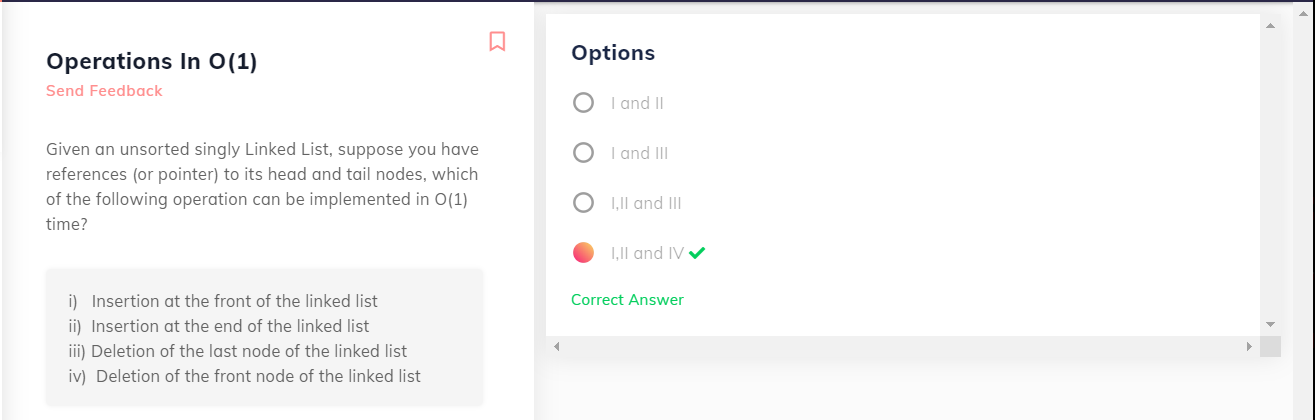 Operations In O(1)
Send Feedback
Given an unsorted singly Linked List, suppose you have
references (or pointer) to its head and tail nodes, which
of the following operation can be implemented in O(1)
time?
i) Insertion at the front of the linked list
ii) Insertion at the end of the linked list
iii) Deletion of the last node of the linked list
iv) Deletion of the front node of the linked list
Options
I and II
I and III
I,II and III
I,II and IV
Correct Answer